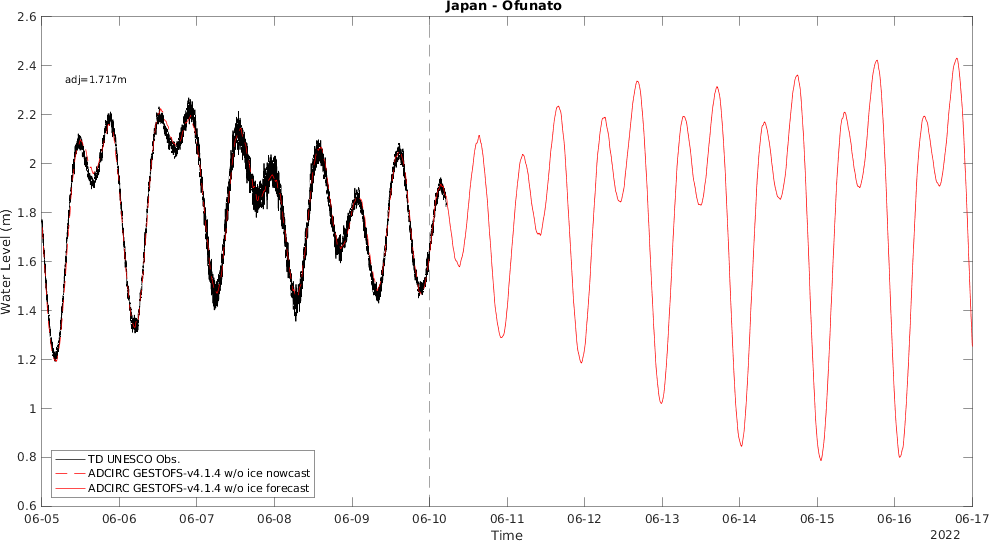 Japan - Ofunato
2.6
2.4
adj=1.717m
2.2
2
1.8
Water Level (m)
1.6
1.4
1.2
1
0.8
0.6
TD UNESCO Obs.
ADCIRC GESTOFS-v4.1.4 w/o ice nowcast
ADCIRC GESTOFS-v4.1.4 w/o ice forecast
06-05 06-06 06-07 06-08 06-09 06-10 06-11 06-12 06-13 06-14 06-15 06-16 06-17
Time
2022